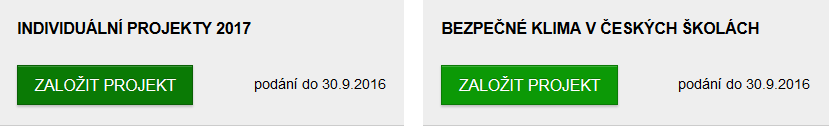 INDIVIDUÁLNÍ PROJEKTY 2017
ZALOŽIT PROJEKT podání do 30.9.2016
BEZPEČNÉ KLIMA V ČESKÝCH ŠKOLÁCH
ZALOŽIT PROJEKT podání do 30.9.2016